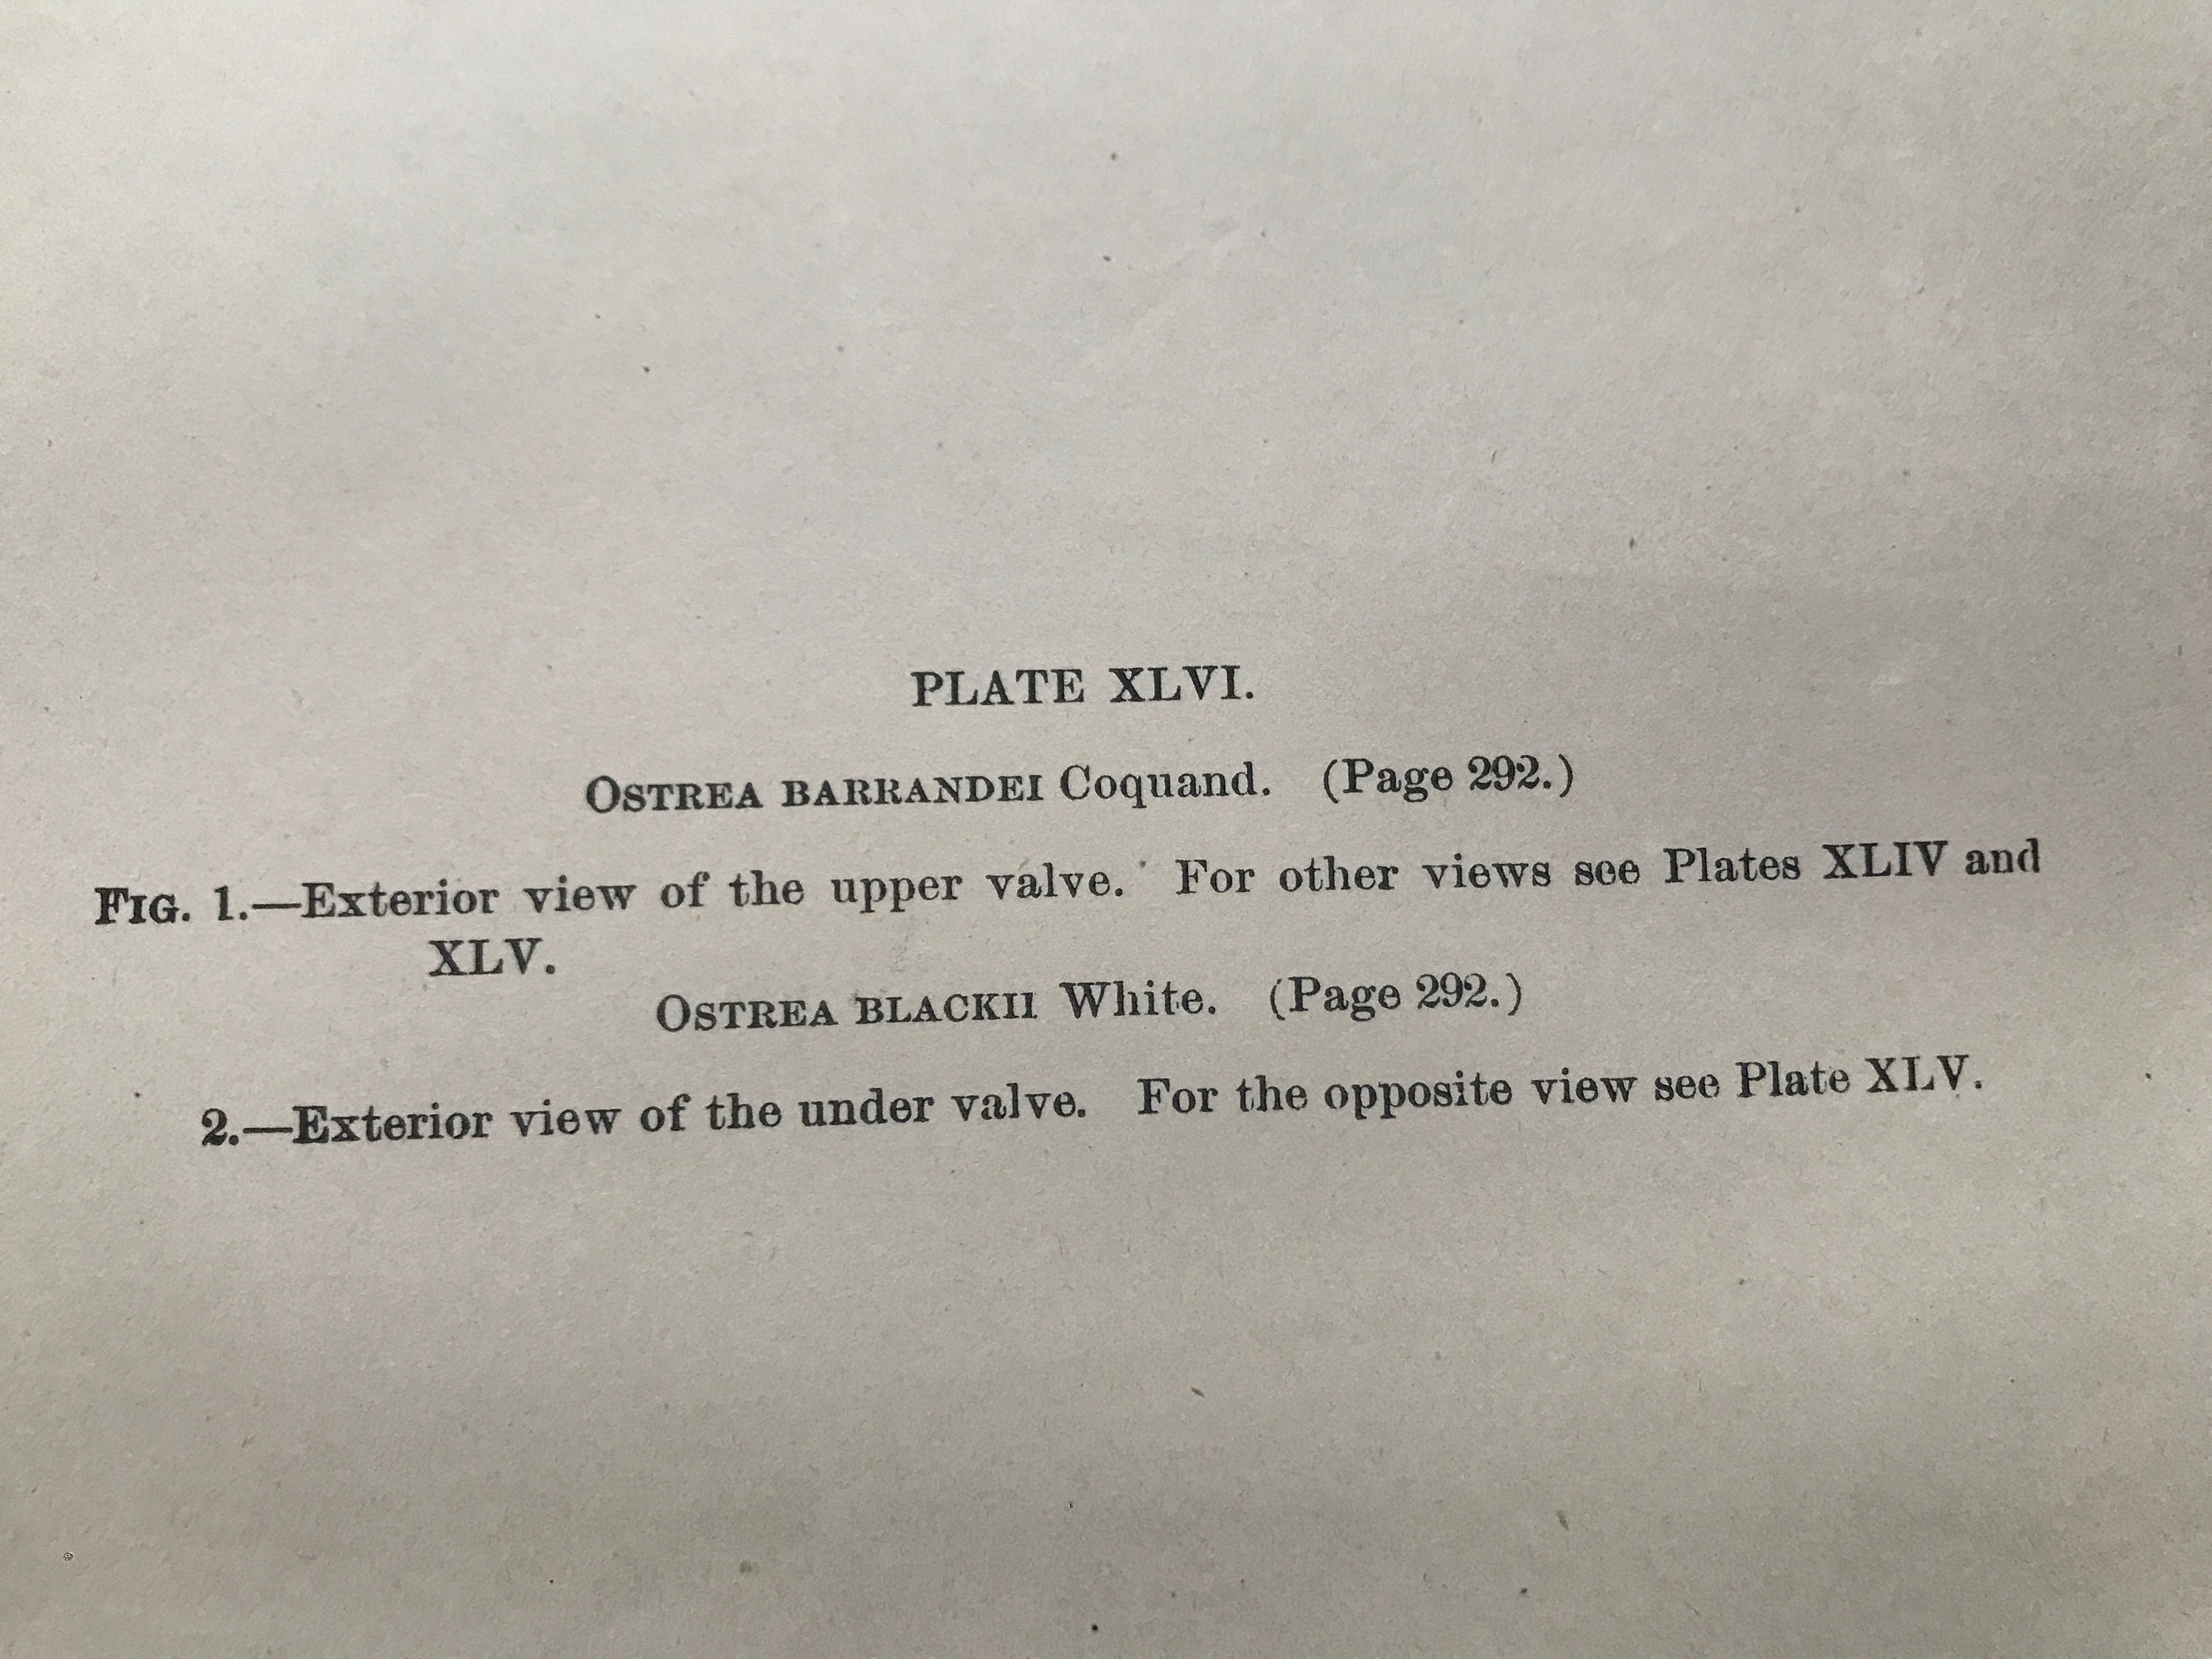 PLATE XLVI.
OSTREA BARRANDEI Coquand. (Page 292.)
FIG. 1.—Exterior view of the upper valve. For other views see Plates XLIV and
XLV.
OSTREA BLACKII White. (Page 292.)
2.—Exterior view of the under valve. For the opposite view see Plate XLV.